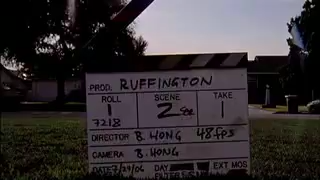 PROD. RUFFINGTON
ROLL SCENE TAKE
1 2 1
7218
DIRECTOR B. WONG 48fps
CAMERA B. WONG
DATE DAY EXT MOS